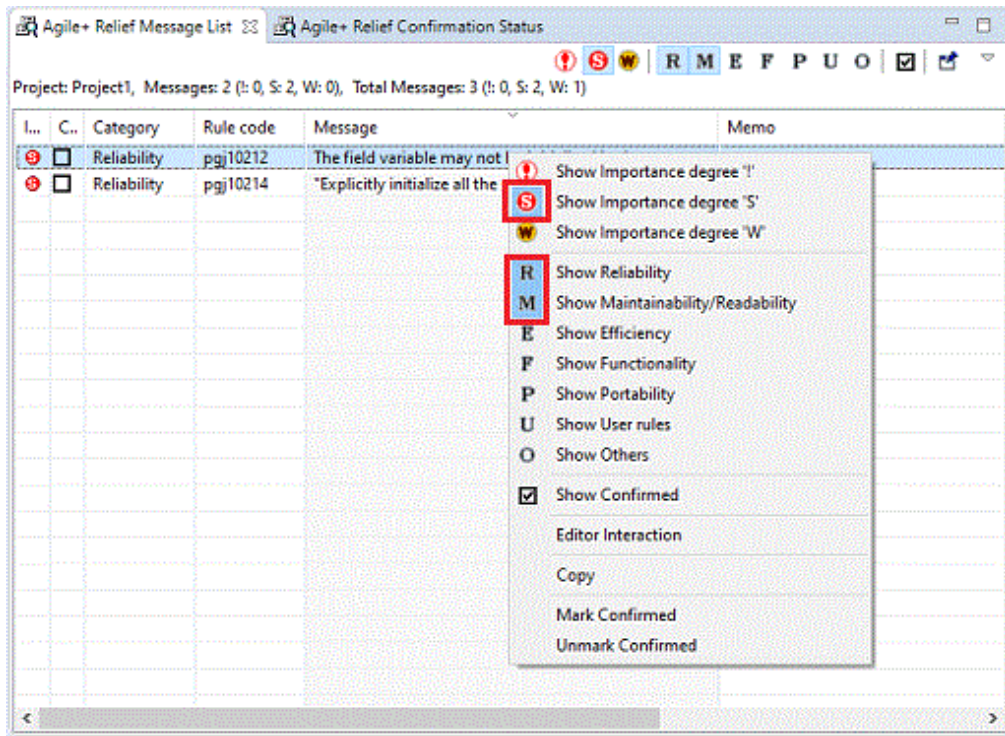 Agile+ Relief Message List Agile+ Relief Confirmation Status
! S W R M E F P U O
Project: Project1, Messages: 2 (!: 0, S: 2, W: 0), Total Messages: 3 (!: 0, S: 2, W: 1)
I... C.. Category Rule code Message Memo
S Reliability pgj10212 The field variable may not
S Reliability pgj10214 "Explicitly initialize all the
! Show Importance degree '!'
S Show Importance degree 'S'
W Show Importance degree 'W'
R Show Reliability
M Show Maintainability/Readability
E Show Efficiency
F Show Functionality
P Show Portability
U Show User rules
O Show Others
Show Confirmed
Editor Interaction
Copy
Mark Confirmed
Unmark Confirmed